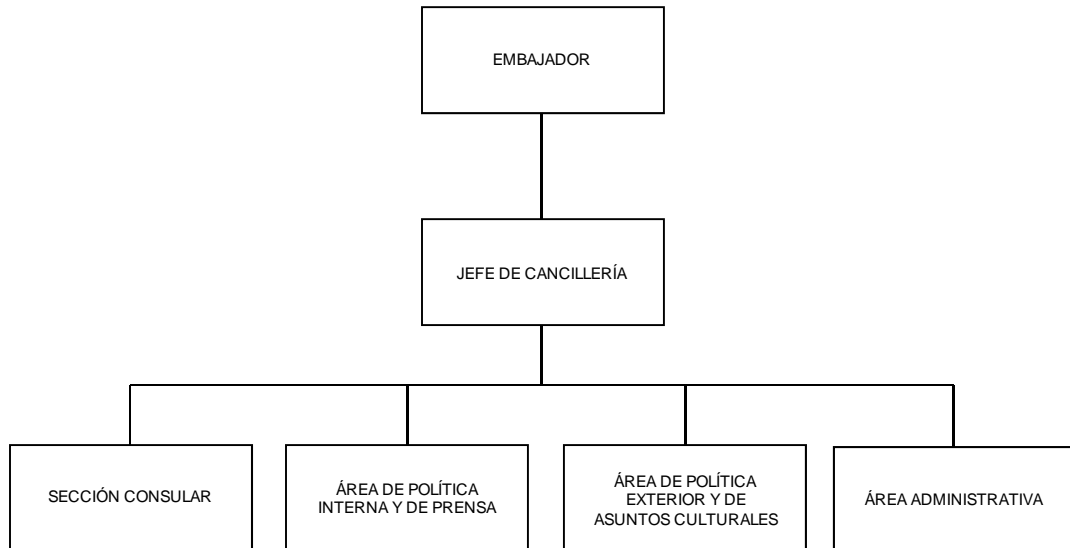 EMBAJADOR
JEFE DE CANCILLERÍA
SECCIÓN CONSULAR
ÁREA DE POLÍTICA
INTERNA Y DE PRENSA
ÁREA DE POLÍTICA
EXTERIOR Y DE
ASUNTOS CULTURALES
ÁREA ADMINISTRATIVA